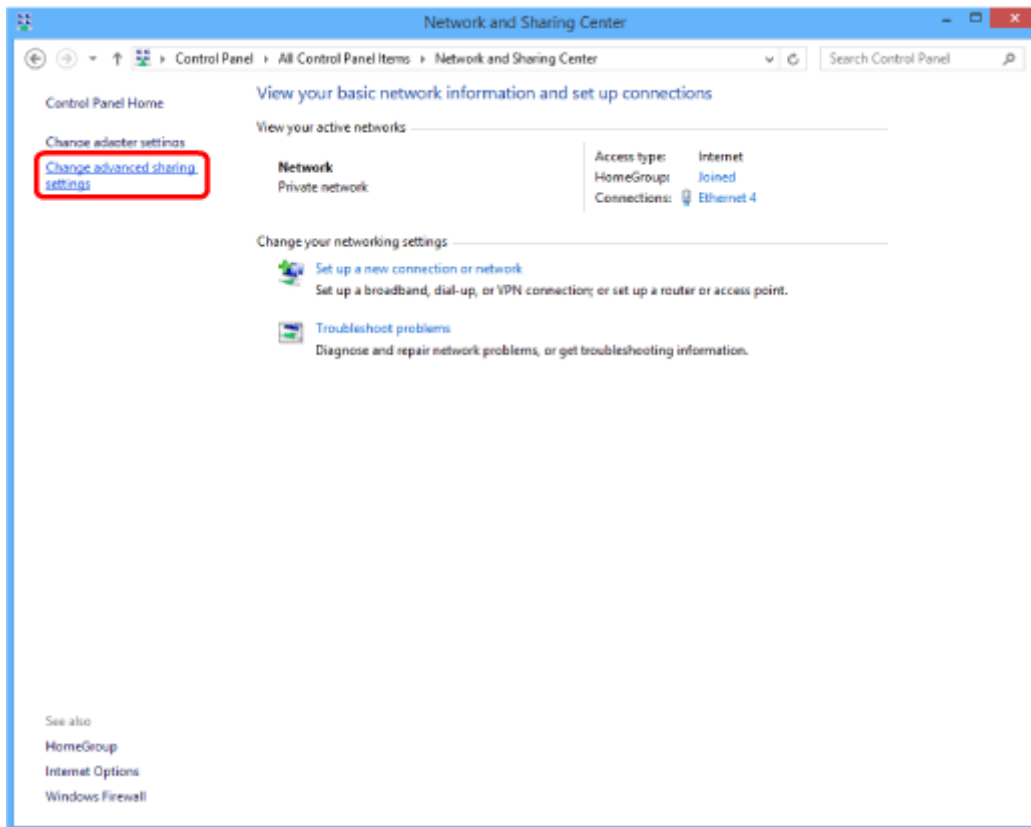 Network and Sharing Center
Control Panel All Control Panel Items Network and Sharing Center
Search Control Panel
Control Panel Home
Change adapter settings
Change advanced sharing
settings
View your basic network information and set up connections
View your active networks
Network
Private network
Access type: Internet
HomeGroup: Joined
Connections: Ethernet 4
Change your networking settings
Set up a new connection or network
Set up a broadband, dial-up, or VPN connection; or set up a router or access point.
Troubleshoot problems
Diagnose and repair network problems, or get troubleshooting information.
See also
HomeGroup
Internet Options
Windows Firewall